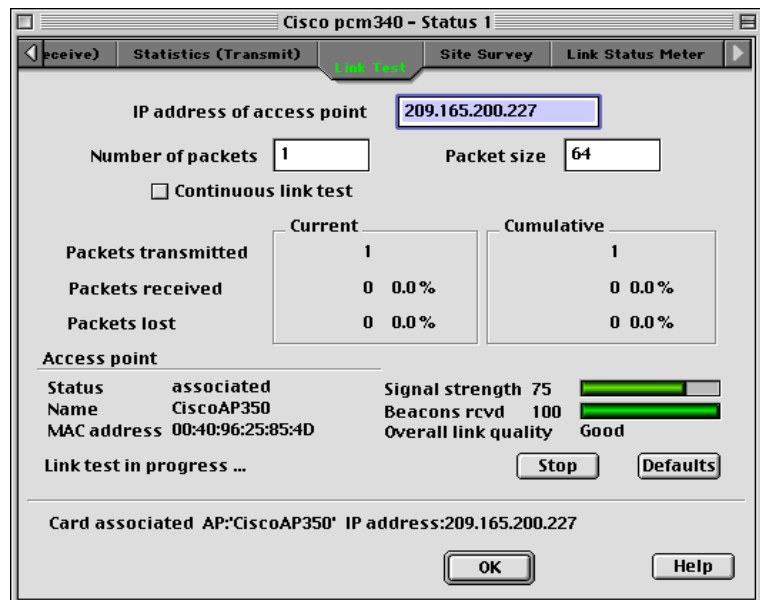 Cisco pcm340 - Status 1
eceive) Statistics (Transmit) Link Test Site Survey Link Status Meter
IP address of access point 209.165.200.227
Number of packets 1 Packet size 64
Continuous link test
Current Cumulative
Packets transmitted 1 1
Packets received 0 0.0% 0 0.0%
Packets lost 0 0.0% 0 0.0%
Access point
Status associated Signal strength 75
Name CiscoAP350 Beacons rcvd 100
MAC address 00:40:96:25:85:4D Overall link quality Good
Link test in progress ... Stop Defaults
Card associated AP:'CiscoAP350' IP address:209.165.200.227
OK Help